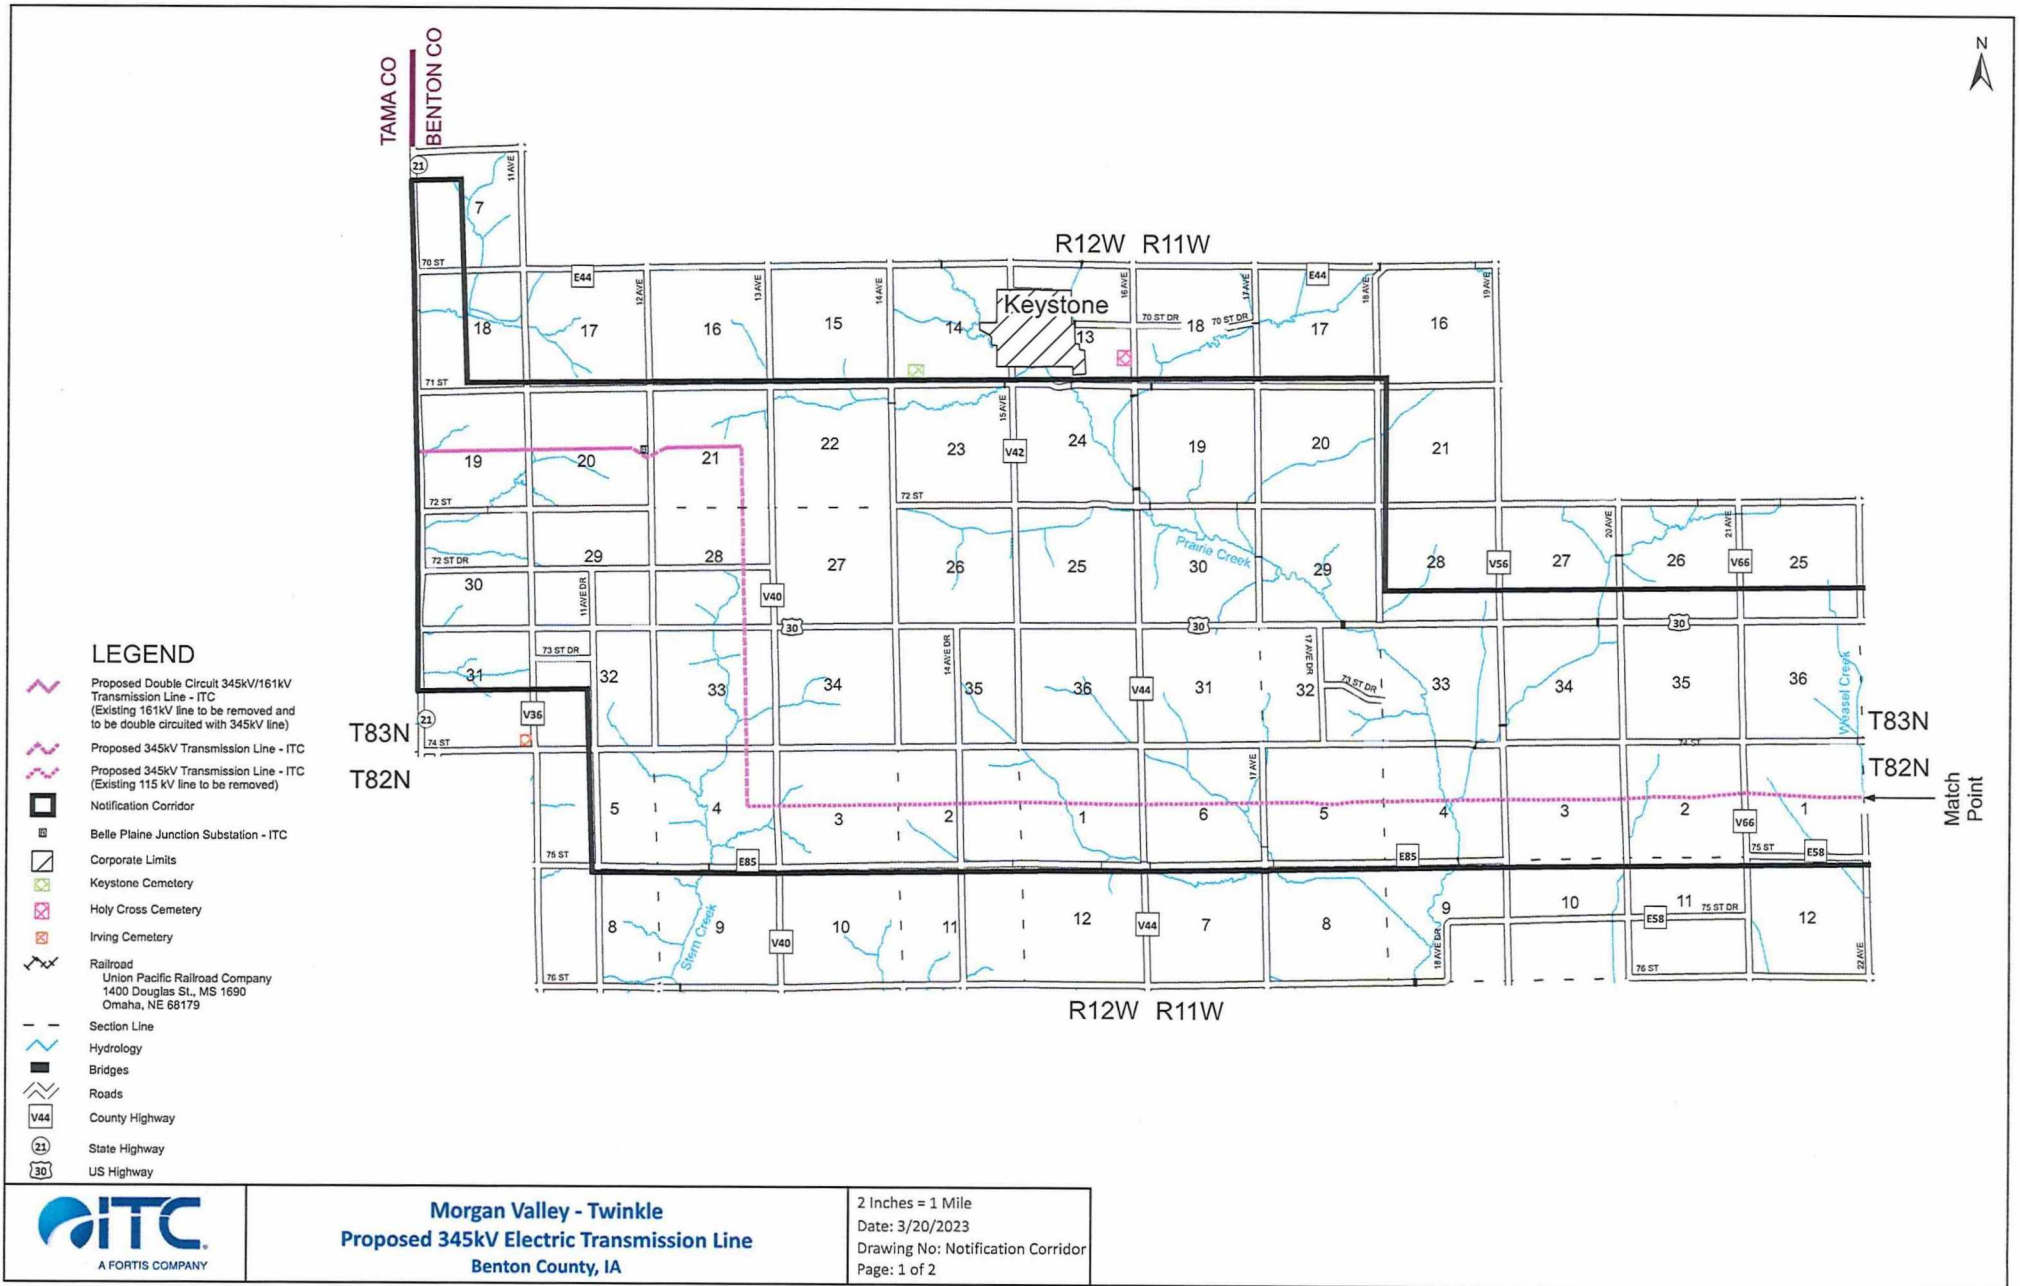 N
TAMA CO
BENTON CO
21
11 AVE
7
R12W R11W
70 ST
E44
12 AVE
13 AVE
14 AVE
16 AVE
17 AVE
E44
18 AVE
19 AVE
Keystone
18
17
16
15
14
13
70 ST DR
18
70 ST DR
17
16
71 ST
15 AVE
19
20
21
22
23
V42
24
19
20
21
72 ST
72 ST
20 AVE
21 AVE
72 ST DR
29
28
27
26
25
Prairie Creek
30
29
28
V56
27
26
V66
25
30
11 AVE DR
V40
30
30
30
31
73 ST DR
32
33
34
14 AVE DR
35
36
V44
31
32
17 AVE DR
73 ST DR
33
34
35
36
Weasel Creek
V36
21
T83N
74 ST
74 ST
T83N
T82N
17 AVE
T82N
Match
Point
5
4
3
2
1
6
5
4
3
2
V66
1
75 ST
E85
E85
75 ST
E58
8
Stem Creek
9
V40
10
11
12
V44
7
8
9
18 AVE DR
10
E58
11
75 ST DR
12
22 AVE
76 ST
76 ST
R12W R11W
LEGEND
Proposed Double Circuit 345kV/161kV
Transmission Line - ITC
(Existing 161kV line to be removed and
to be double circuited with 345kV line)
Proposed 345kV Transmission Line - ITC
Proposed 345kV Transmission Line - ITC
(Existing 115 kV line to be removed)
Notification Corridor
Belle Plaine Junction Substation - ITC
Corporate Limits
Keystone Cemetery
Holy Cross Cemetery
Irving Cemetery
Railroad
Union Pacific Railroad Company
1400 Douglas St., MS 1690
Omaha, NE 68179
Section Line
Hydrology
Bridges
Roads
V44 County Highway
21 State Highway
30 US Highway
ITC
A FORTIS COMPANY
Morgan Valley - Twinkle
Proposed 345kV Electric Transmission Line
Benton County, IA
2 Inches = 1 Mile
Date: 3/20/2023
Drawing No: Notification Corridor
Page: 1 of 2